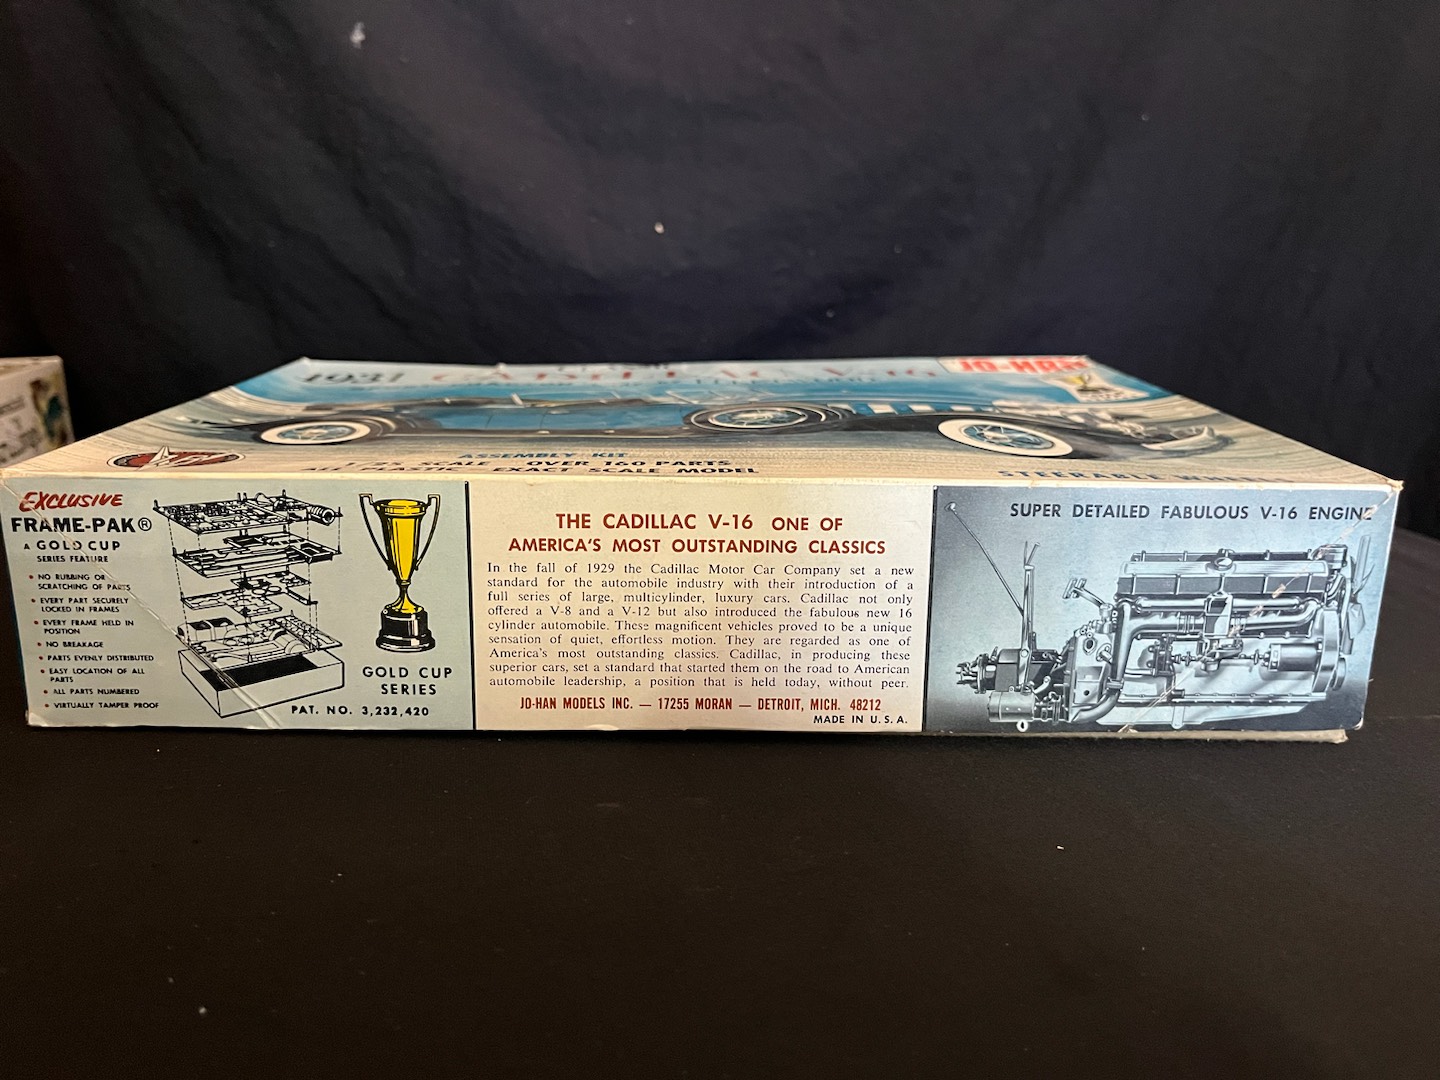 1931
CADILLAC V-16
JO-HAN
ASSEMBLY KIT
1/25 SCALE OVER 160 PARTS
ALL PLASTIC EXACT SCALE MODEL
STEERABLE WHEELS
EXCLUSIVE
FRAME-PAK®
A GOLD CUP
SERIES FEATURE
• NO RUBBING OR
SCRATCHING OF PARTS
• EVERY PART SECURELY
LOCKED IN FRAMES
• EVERY FRAME HELD IN
POSITION
• NO BREAKAGE
• PARTS EVENLY DISTRIBUTED
• EASY LOCATION OF ALL
PARTS
• ALL PARTS NUMBERED
• VIRTUALLY TAMPER PROOF
GOLD CUP
SERIES
PAT. NO. 3,232,420
THE CADILLAC V-16 ONE OF
AMERICA'S MOST OUTSTANDING CLASSICS
In the fall of 1929 the Cadillac Motor Car Company set a new
standard for the automobile industry with their introduction of a
full series of large, multicylinder, luxury cars. Cadillac not only
offered a V-8 and a V-12 but also introduced the fabulous new 16
cylinder automobile. These magnificent vehicles proved to be a unique
sensation of quiet, effortless motion. They are regarded as one of
America's most outstanding classics. Cadillac, in producing these
superior cars, set a standard that started them on the road to American
automobile leadership, a position that is held today, without peer.
JO-HAN MODELS INC. — 17255 MORAN — DETROIT, MICH. 48212
MADE IN U.S.A.
SUPER DETAILED FABULOUS V-16 ENGINE